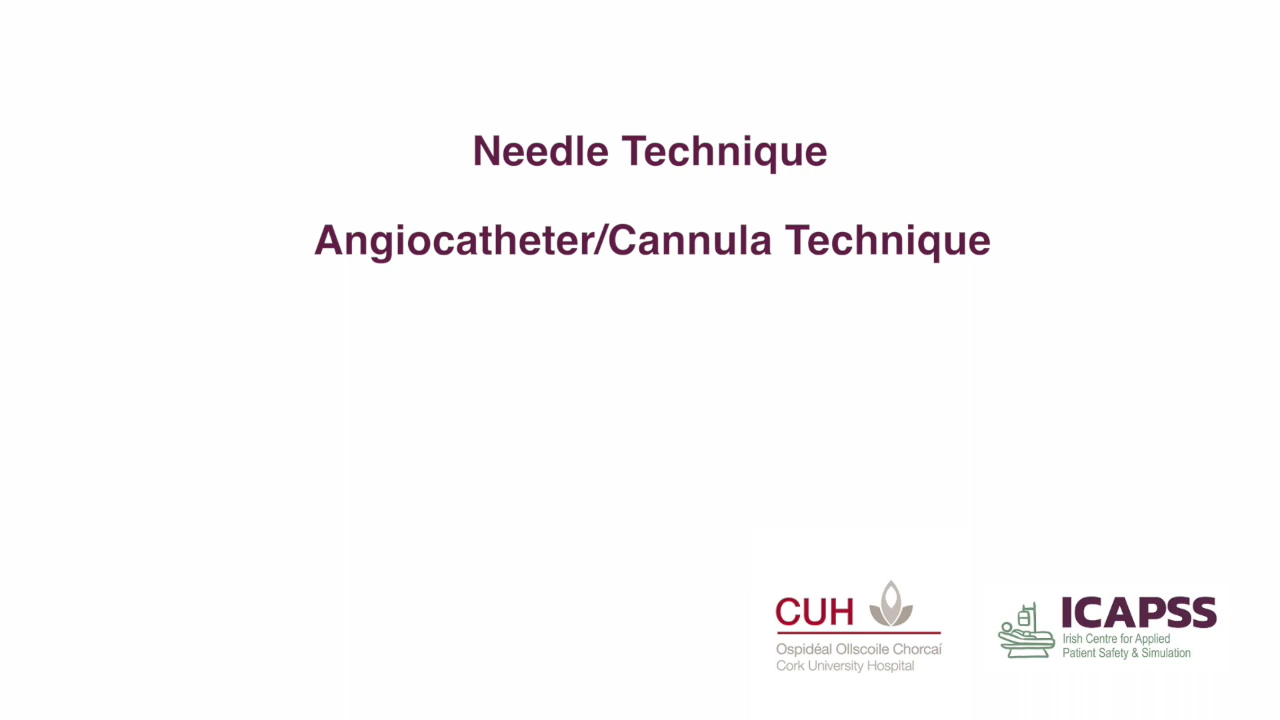 Needle Technique
Angiocatheter/Cannula Technique
CUH
Ospidéal Ollscoile Chorcaí
Cork University Hospital
ICAPSS
Irish Centre for Applied
Patient Safety & Simulation